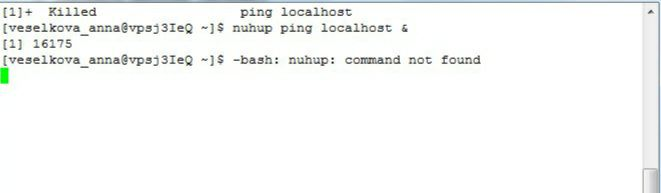 [1]+  Killed                  ping localhost
[veselkova_anna@vpsj3IeQ ~]$ nuhup ping localhost &
[1] 16175
[veselkova_anna@vpsj3IeQ ~]$ -bash: nuhup: command not found